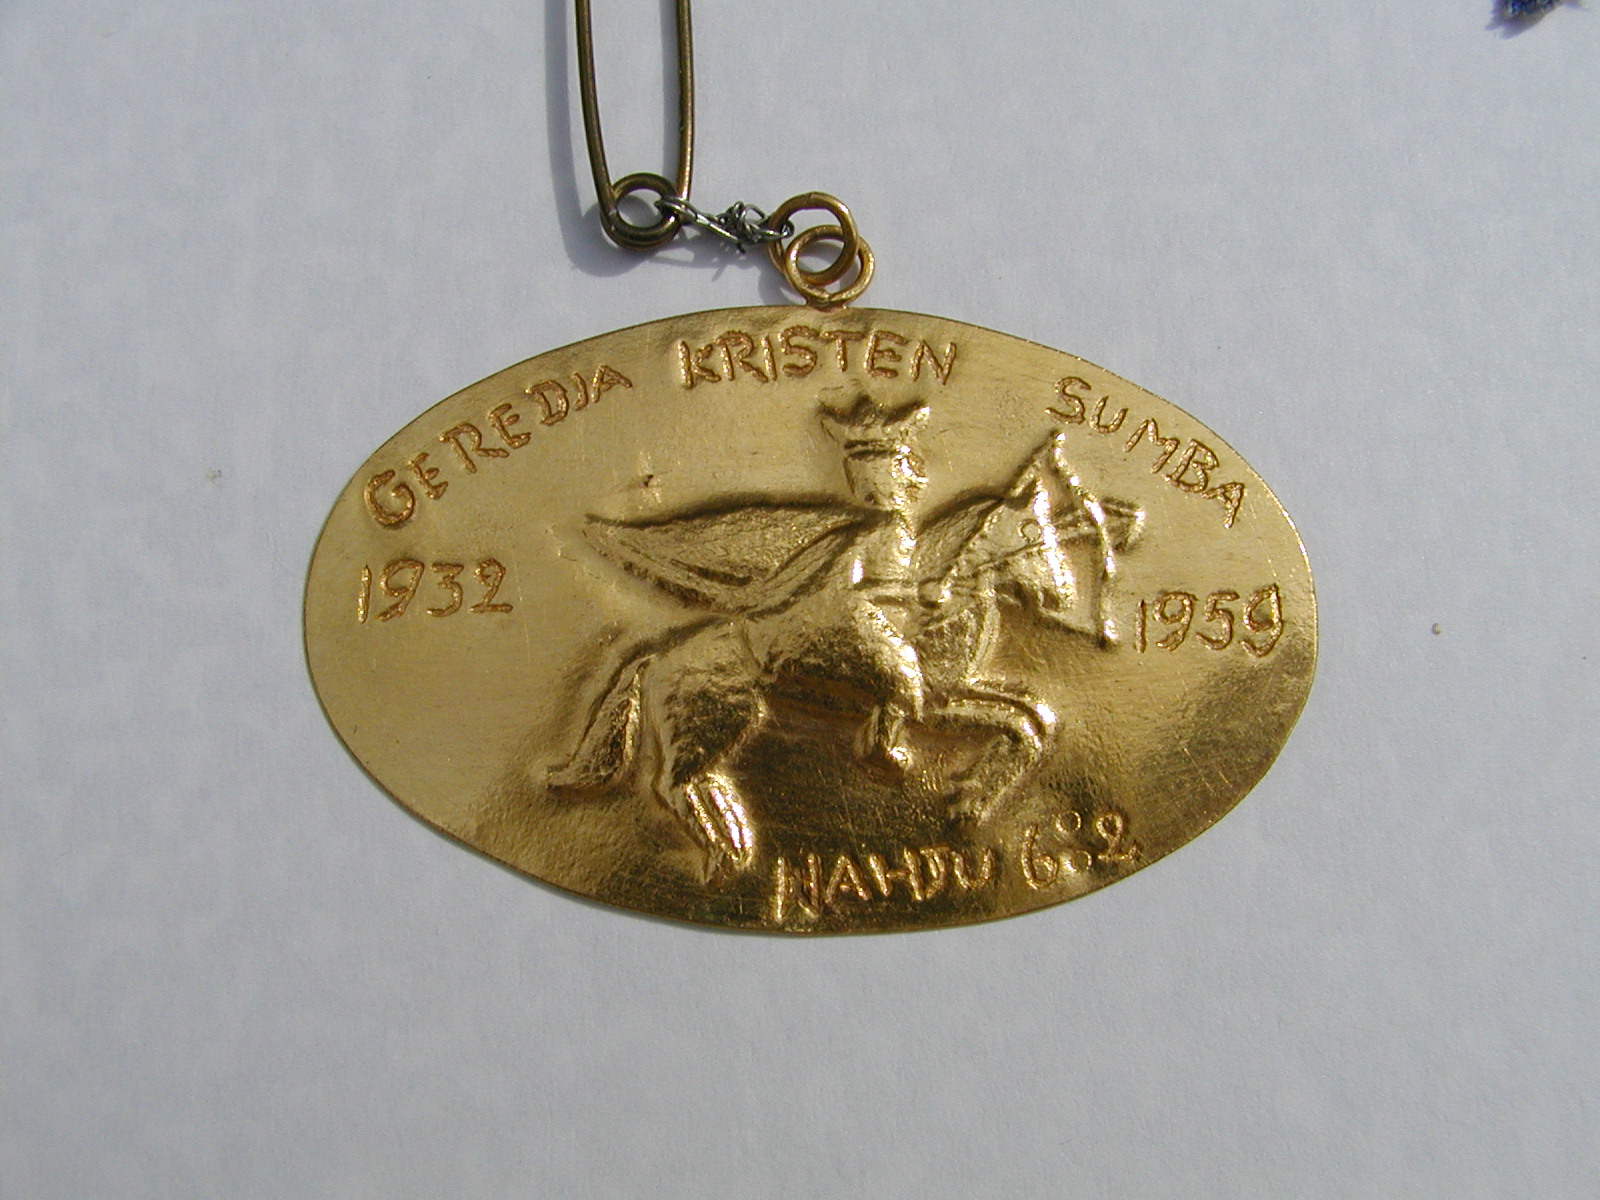 GEREDJA KRISTEN SUMBA
1932 1959
WAHJU 6:2